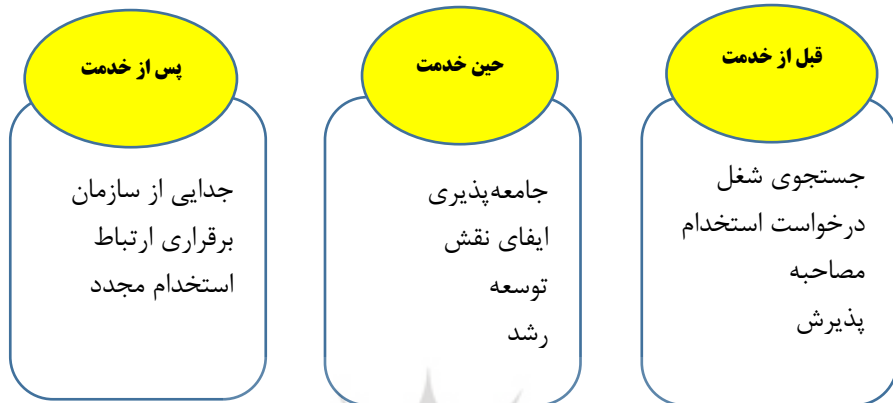 قبل از خدمت
جستجوی شغل
درخواست استخدام
مصاحبه
پذیرش
حین خدمت
جامعه‌پذیری
ایفای نقش
توسعه
رشد
پس از خدمت
جدایی از سازمان
برقراری ارتباط
استخدام مجدد